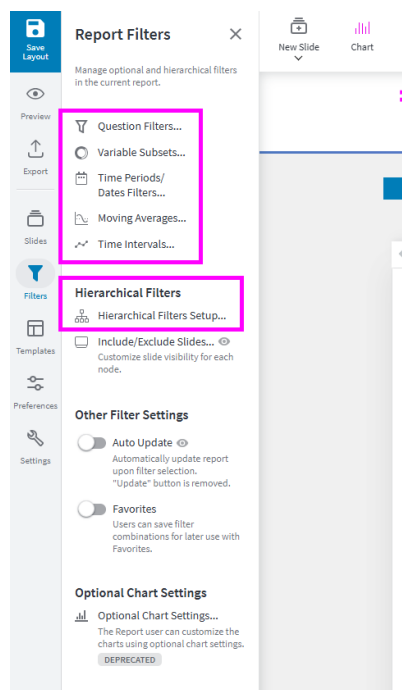 Save
Layout
Preview
Export
Slides
Filters
Templates
Preferences
Settings
Report Filters
Manage optional and hierarchical filters
in the current report.
Question Filters...
Variable Subsets...
Time Periods/
Dates Filters...
Moving Averages...
Time Intervals...
Hierarchical Filters
Hierarchical Filters Setup...
Include/Exclude Slides...
Customize slide visibility for each
node.
Other Filter Settings
Auto Update
Automatically update report
upon filter selection.
"Update" button is removed.
Favorites
Users can save filter
combinations for later use with
Favorites.
Optional Chart Settings
Optional Chart Settings...
The Report user can customize the
charts using optional chart settings.
DEPRECATED
New Slide
Chart